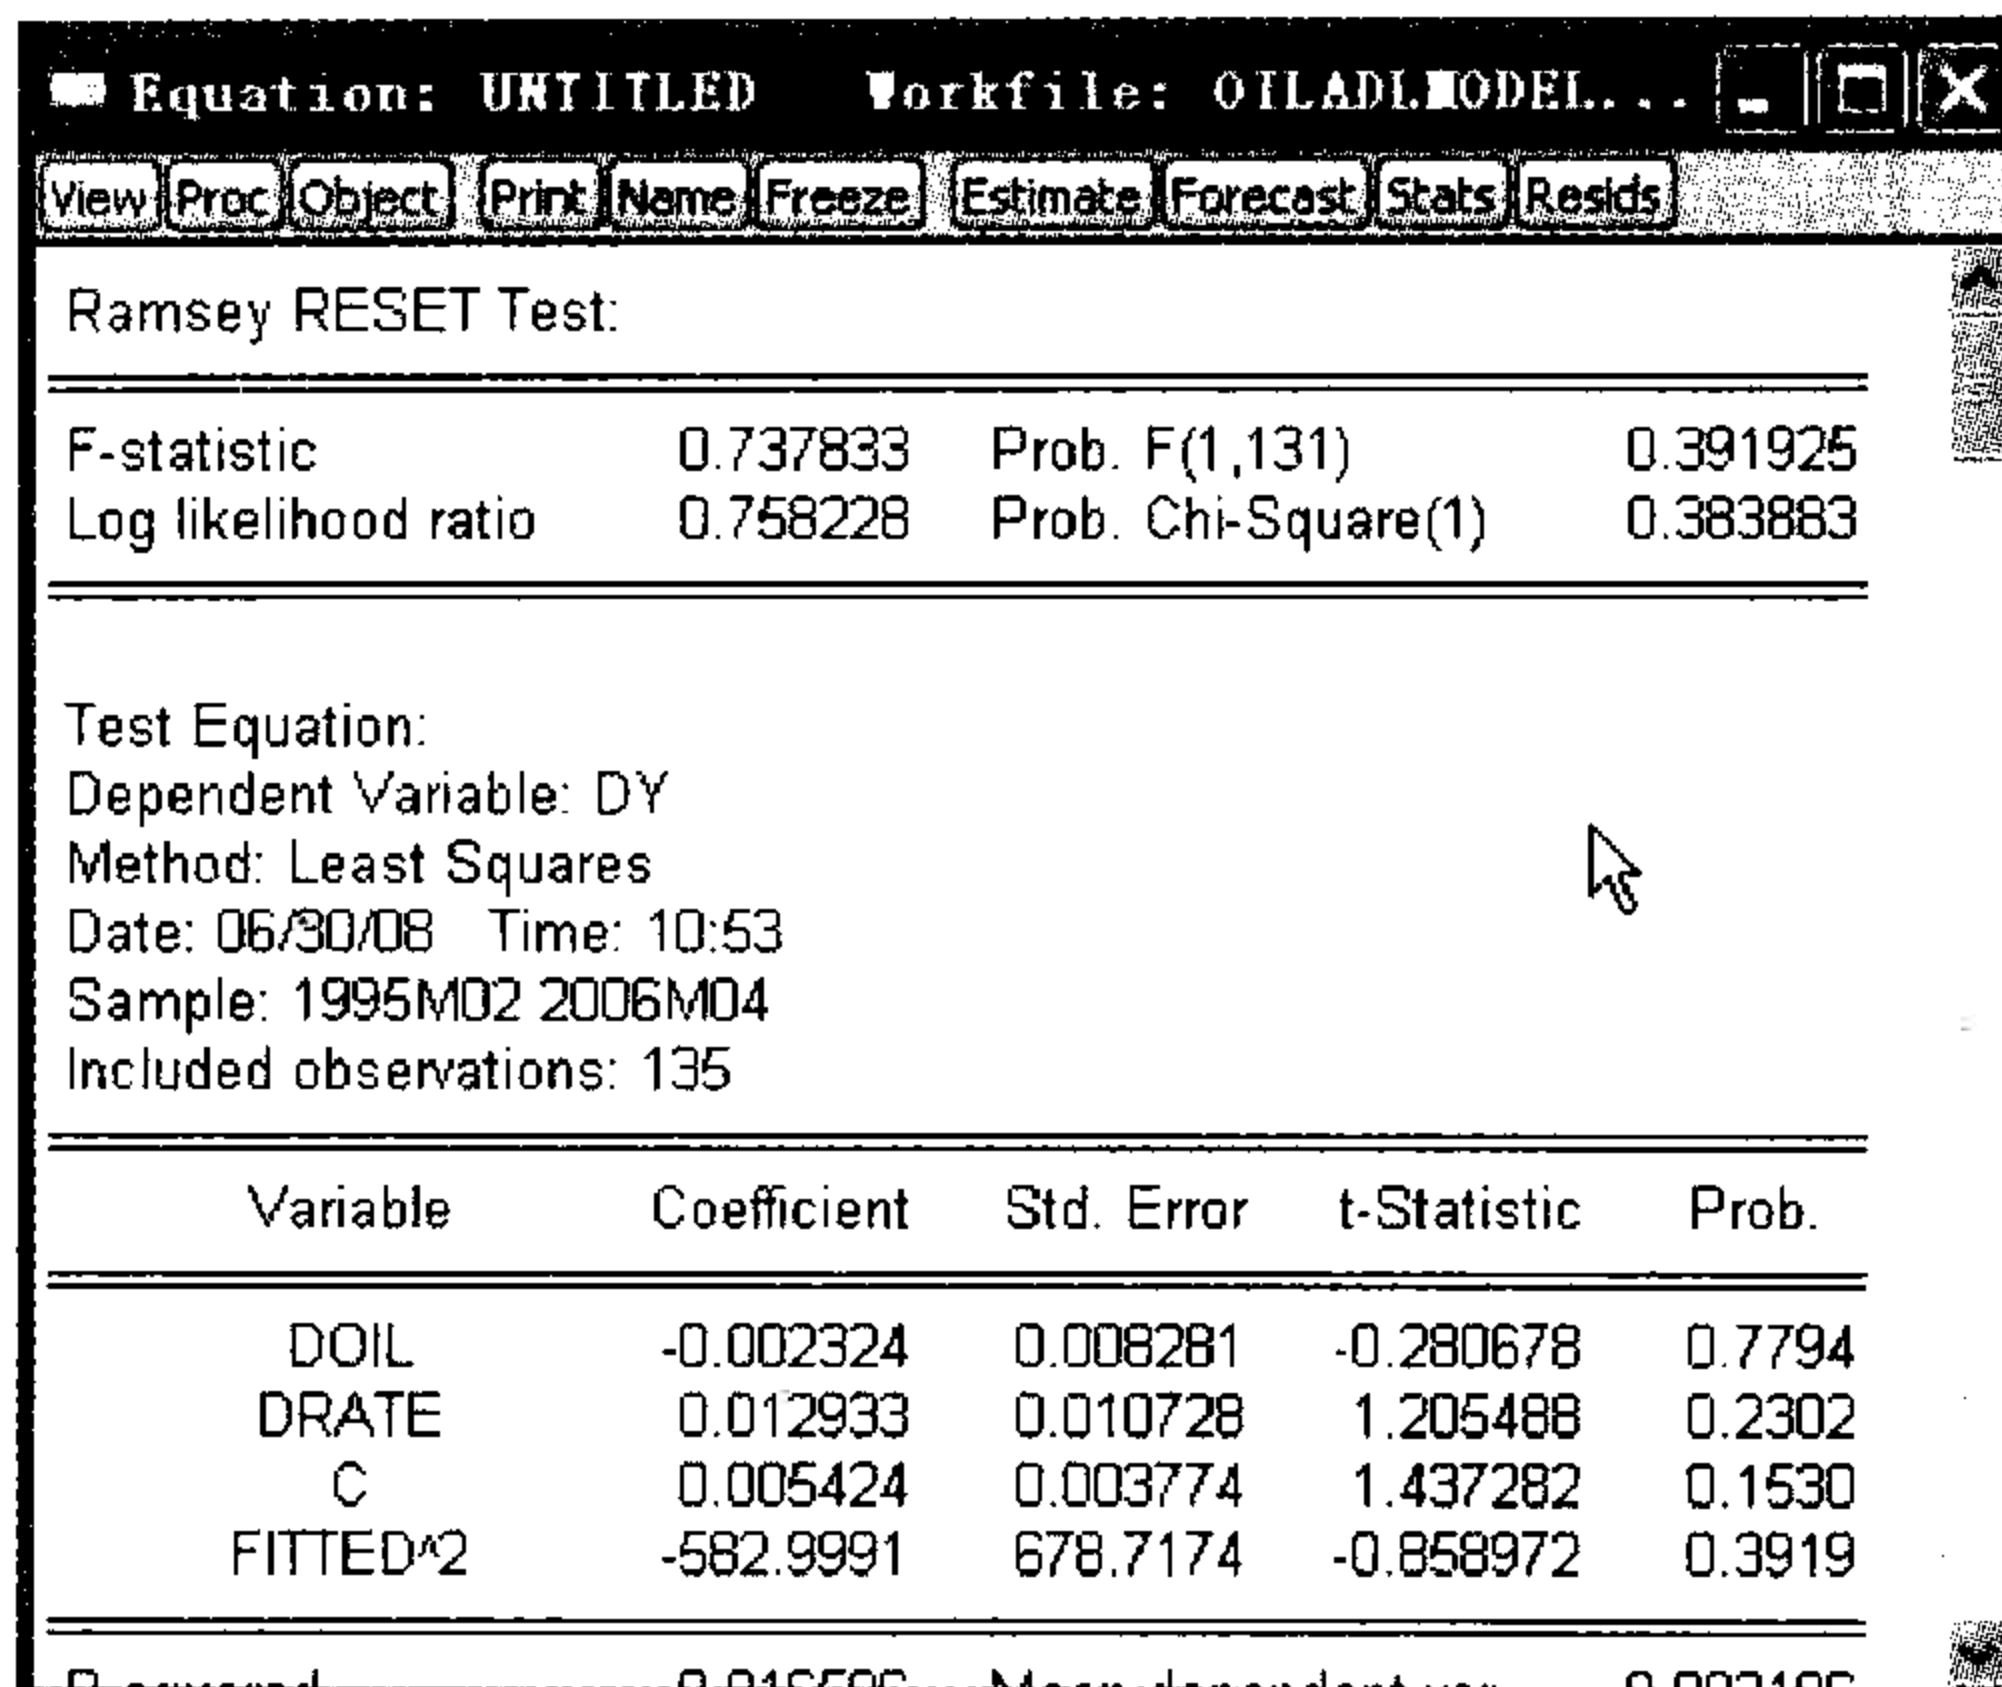 Equation: UNTITLED Workfile: OILADLMODEL...
View Proc Object Print Name Freeze Estimate Forecast Stats Resids
Ramsey RESET Test:
F-statistic 0.737833 Prob. F(1,131) 0.391925
Log likelihood ratio 0.758228 Prob. Chi-Square(1) 0.383883
Test Equation:
Dependent Variable: DY
Method: Least Squares
Date: 06/30/08 Time: 10:53
Sample: 1995M02 2006M04
Included observations: 135
Variable Coefficient Std. Error t-Statistic Prob.
DOIL -0.002324 0.008281 -0.280678 0.7794
DRATE 0.012933 0.010728 1.205488 0.2302
C 0.005424 0.003774 1.437282 0.1530
FITTED^2 -582.9991 678.7174 -0.858972 0.3919